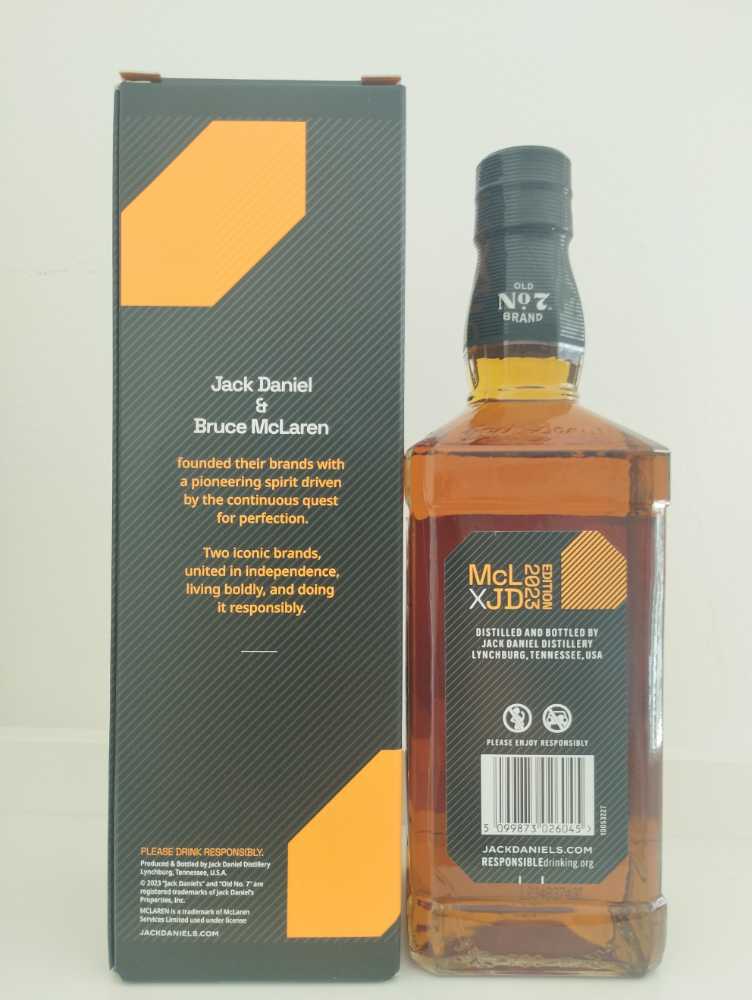 Jack Daniel
&
Bruce McLaren
founded their brands with
a pioneering spirit driven
by the continuous quest
for perfection.
Two iconic brands,
united in independence,
living boldly, and doing
it responsibly.
PLEASE DRINK RESPONSIBLY.
Produced & Bottled by Jack Daniel Distillery
Lynchburg, Tennessee, U.S.A.
© 2023 "Jack Daniel's" and "Old No. 7" are
registered trademarks of Jack Daniel's
Properties, Inc.
MCLAREN is a trademark of McLaren
Services Limited used under license
JACKDANIELS.COM
OLD
No 7
BRAND
McL
XJD
2023
EDITION
DISTILLED AND BOTTLED BY
JACK DANIEL DISTILLERY
LYNCHBURG, TENNESSEE, USA
PLEASE ENJOY RESPONSIBLY
5 099873 026045 >
10053227
JACKDANIELS.COM
RESPONSIBLEdrinking.org